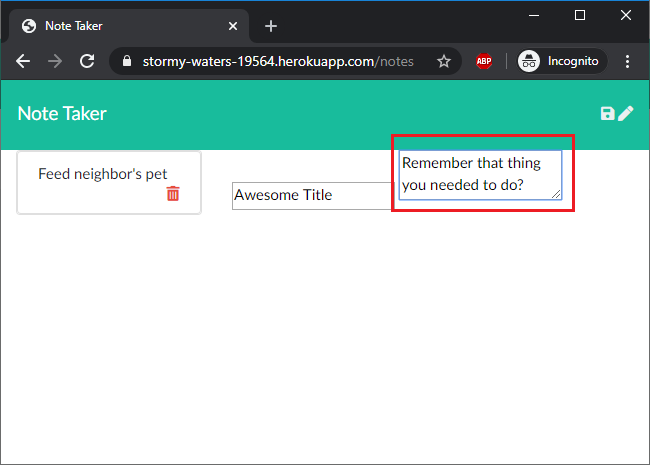 Note Taker
stormy-waters-19564.herokuapp.com/notes
ABP
Incognito
Note Taker
Feed neighbor's pet
Awesome Title
Remember that thing
you needed to do?